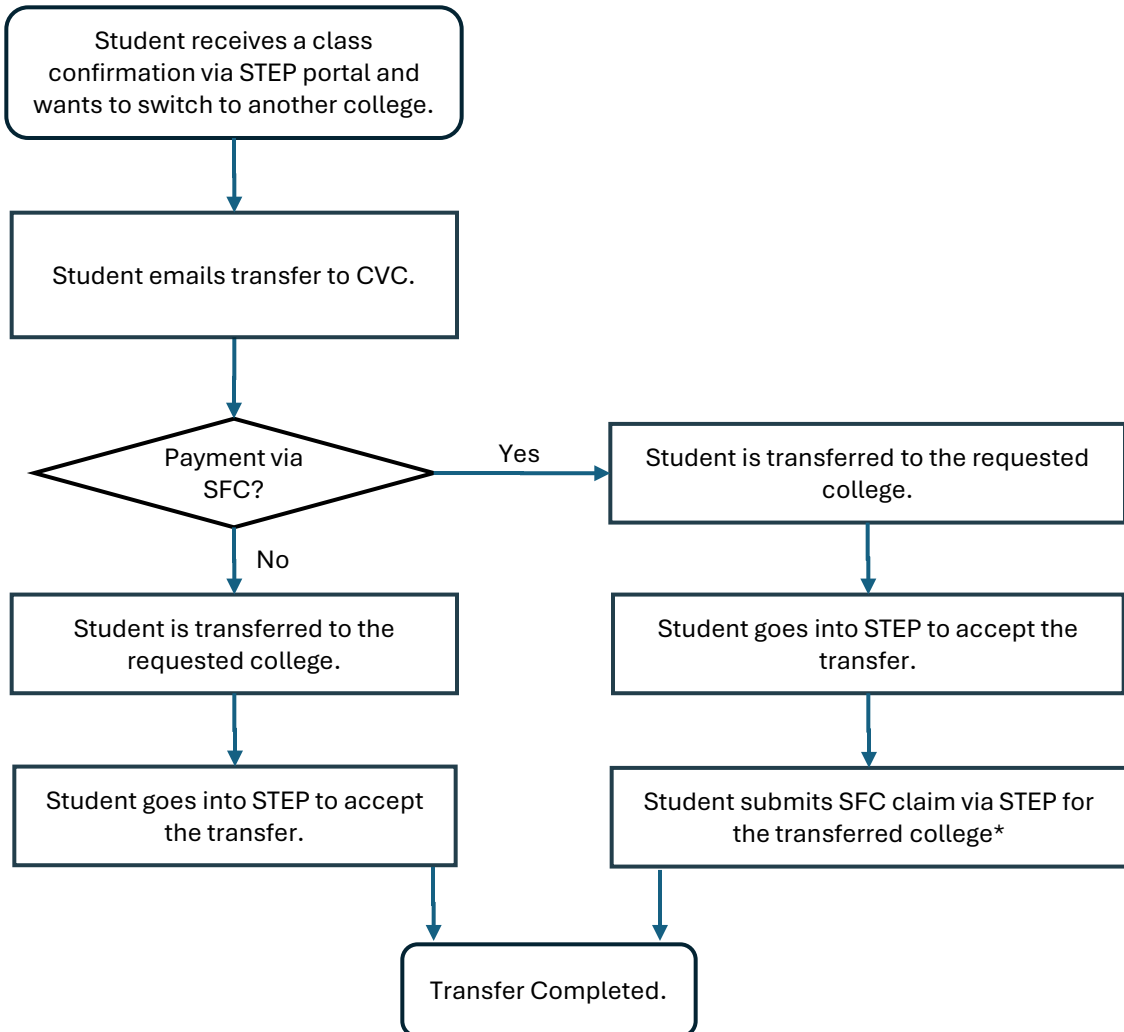 Student receives a class
confirmation via STEP portal and
wants to switch to another college.
Student emails transfer to CVC.
Payment via
SFC?
Yes
No
Student is transferred to the requested
college.
Student is transferred to the
requested college.
Student goes into STEP to accept the
transfer.
Student goes into STEP to accept
the transfer.
Student submits SFC claim via STEP for
the transferred college*
Transfer Completed.